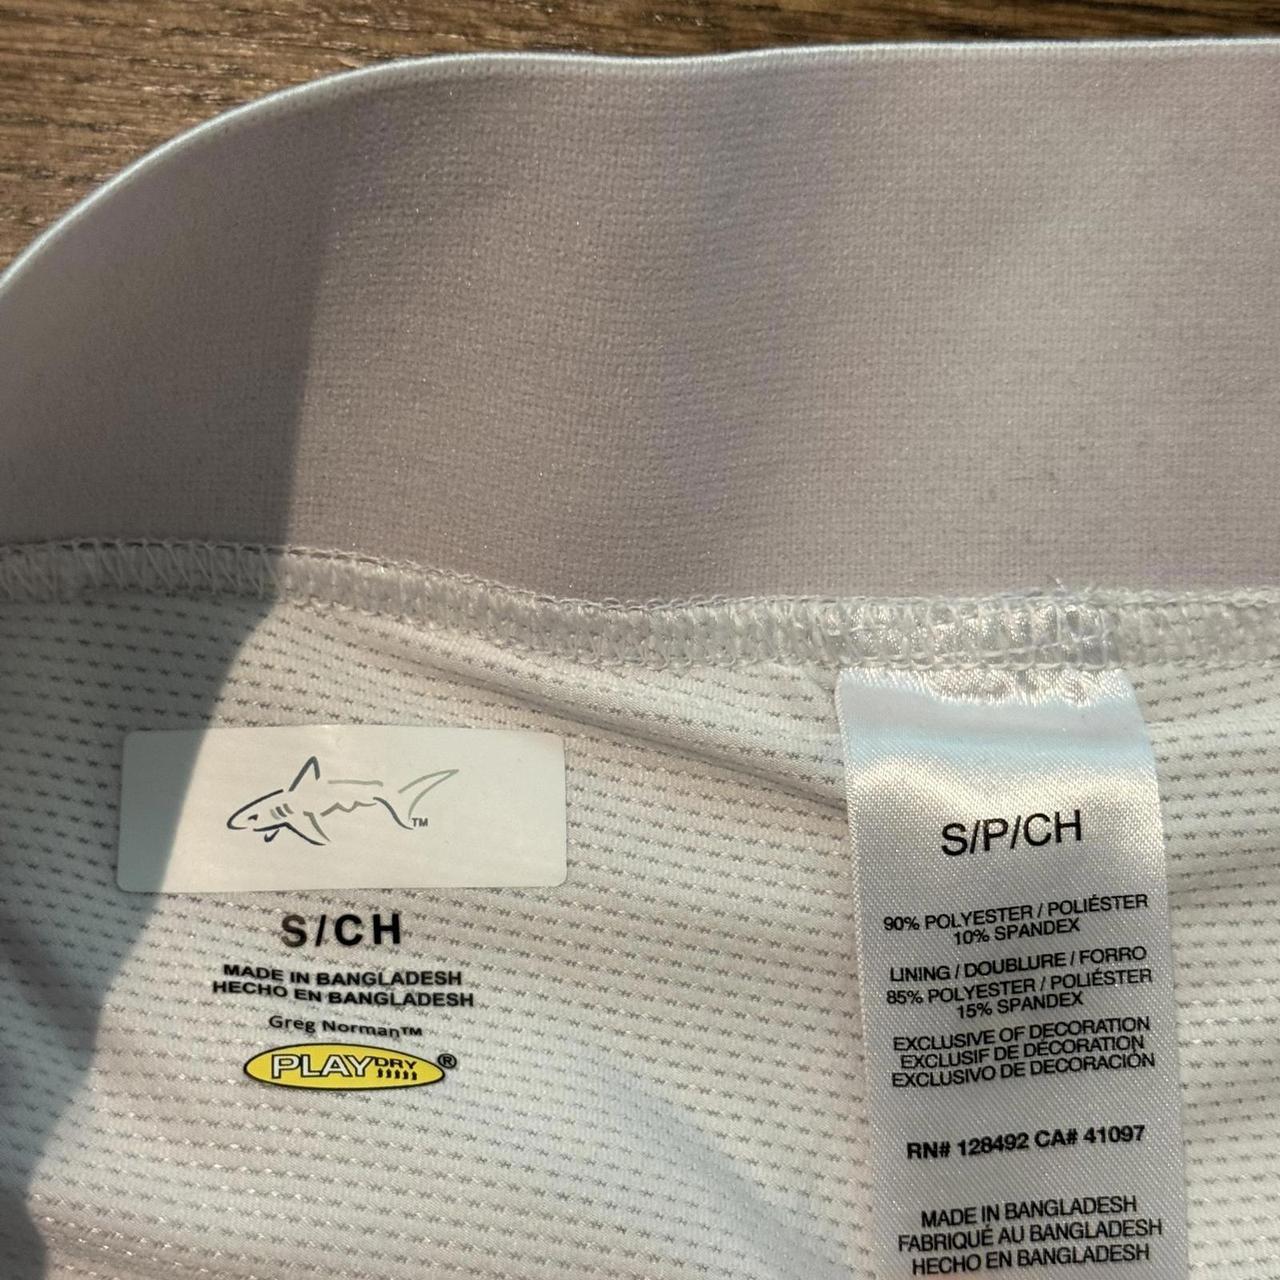 TM
S/CH
MADE IN BANGLADESH
HECHO EN BANGLADESH
Greg Norman™
PLAYDRY®
S/P/CH
90% POLYESTER / POLIÉSTER
10% SPANDEX
LINING / DOUBLURE / FORRO
85% POLYESTER / POLIÉSTER
15% SPANDEX
EXCLUSIVE OF DECORATION
EXCLUSIF DE DÉCORATION
EXCLUSIVO DE DECORACIÓN
RN# 128492 CA# 41097
MADE IN BANGLADESH
FABRIQUÉ AU BANGLADESH
HECHO EN BANGLADESH